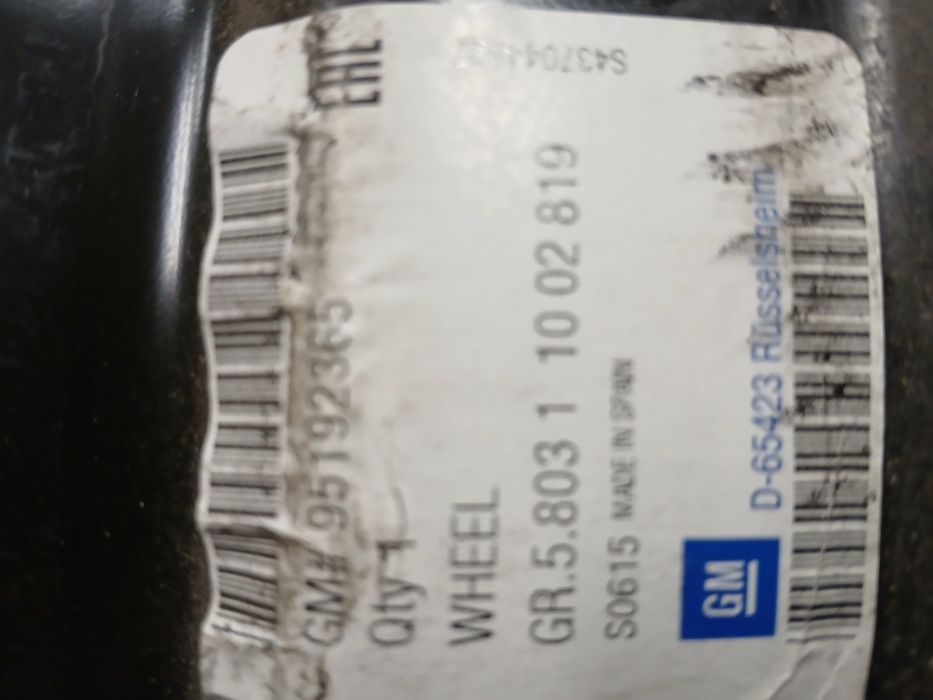 EAC
GM# 95192365
Qty 1
WHEEL
GR.5.803 1 10 02 819
S0615 MADE IN SPAIN
GM
D-65423 Rüsselsheim